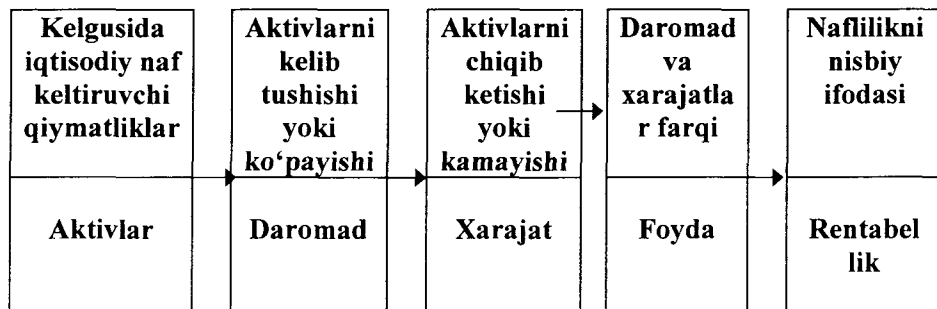 Kelgusida
iqtisodiy naf
keltiruvchi
qiymatliklar
Aktivlar
Aktivlarni
kelib
tushishi
yoki
ko‘payishi
Daromad
Aktivlarni
chiqib
ketishi
yoki
kamayishi
Xarajat
Daromad
va
xarajatla
r farqi
Foyda
Naflilikni
nisbiy
ifodasi
Rentabel
lik